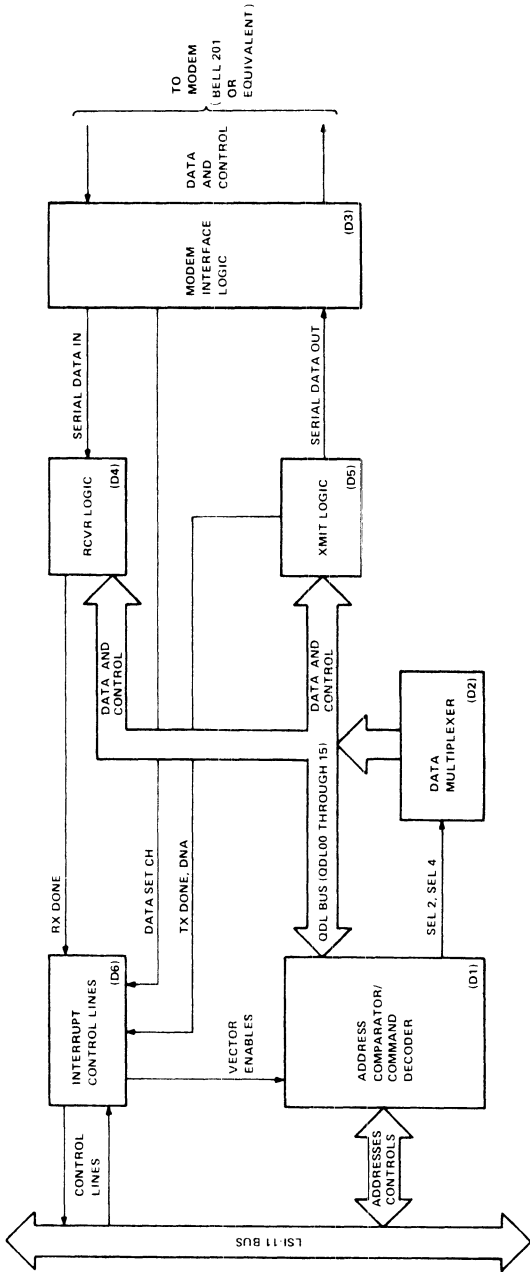 LSI-11 BUS
CONTROL
LINES
INTERRUPT
CONTROL LINES
(D6)
VECTOR
ENABLES
ADDRESSES
CONTROLS
ADDRESS
COMPARATOR/
COMMAND
DECODER
(D1)
RX DONE
DATA SET CH
TX DONE, DNA
QDL BUS (QDL00 THROUGH 15)
SEL 2, SEL 4
DATA
MULTIPLEXER
(D2)
DATA AND
CONTROL
DATA AND
CONTROL
RCVR LOGIC
(D4)
XMIT LOGIC
(D5)
SERIAL DATA IN
SERIAL DATA OUT
MODEM
INTERFACE
LOGIC
(D3)
DATA
AND
CONTROL
TO
MODEM
(BELL 201
OR
EQUIVALENT)